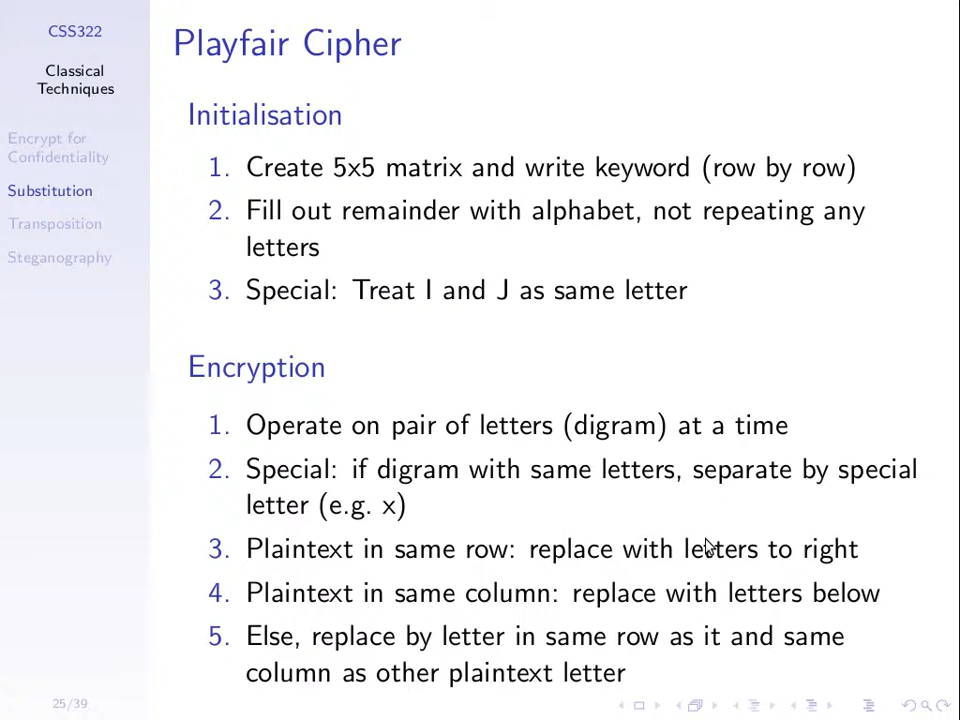 CSS322
Classical
Techniques
Encrypt for
Confidentiality
Substitution
Transposition
Steganography
25/39
Playfair Cipher
Initialisation
1. Create 5x5 matrix and write keyword (row by row)
2. Fill out remainder with alphabet, not repeating any
letters
3. Special: Treat I and J as same letter
Encryption
1. Operate on pair of letters (digram) at a time
2. Special: if digram with same letters, separate by special
letter (e.g. x)
3. Plaintext in same row: replace with letters to right
4. Plaintext in same column: replace with letters below
5. Else, replace by letter in same row as it and same
column as other plaintext letter